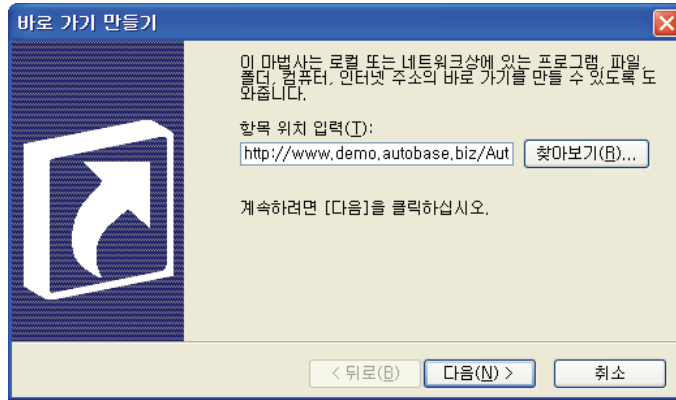 바로 가기 만들기
이 마법사는 로컬 또는 네트워크상에 있는 프로그램, 파일,
폴더, 컴퓨터, 인터넷 주소의 바로 가기를 만들 수 있도록 도
와줍니다.
항목 위치 입력(T):
http://www.demo.autobase.biz/Aut
찾아보기(R)...
계속하려면 [다음]을 클릭하십시오.
< 뒤로(B)
다음(N) >
취소